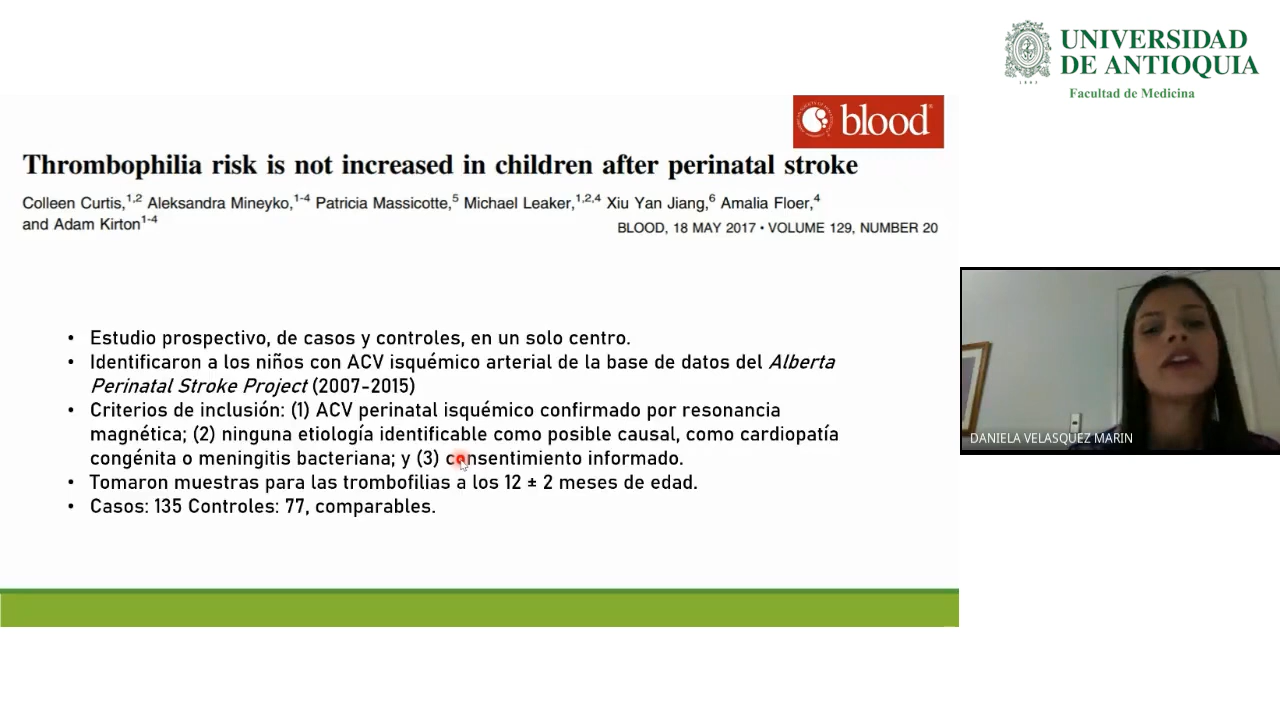 UNIVERSIDAD
DE ANTIOQUIA
1803
Facultad de Medicina
blood
Thrombophilia risk is not increased in children after perinatal stroke
Colleen Curtis,1,2 Aleksandra Mineyko,1-4 Patricia Massicotte,5 Michael Leaker,1,2,4 Xiu Yan Jiang,6 Amalia Floer,4
and Adam Kirton1-4
BLOOD, 18 MAY 2017 • VOLUME 129, NUMBER 20
• Estudio prospectivo, de casos y controles, en un solo centro.
• Identificaron a los niños con ACV isquémico arterial de la base de datos del Alberta
Perinatal Stroke Project (2007-2015)
• Criterios de inclusión: (1) ACV perinatal isquémico confirmado por resonancia
magnética; (2) ninguna etiología identificable como posible causal, como cardiopatía
congénita o meningitis bacteriana; y (3) consentimiento informado.
• Tomaron muestras para las trombofilias a los 12 ± 2 meses de edad.
• Casos: 135 Controles: 77, comparables.
DANIELA VELASQUEZ MARIN